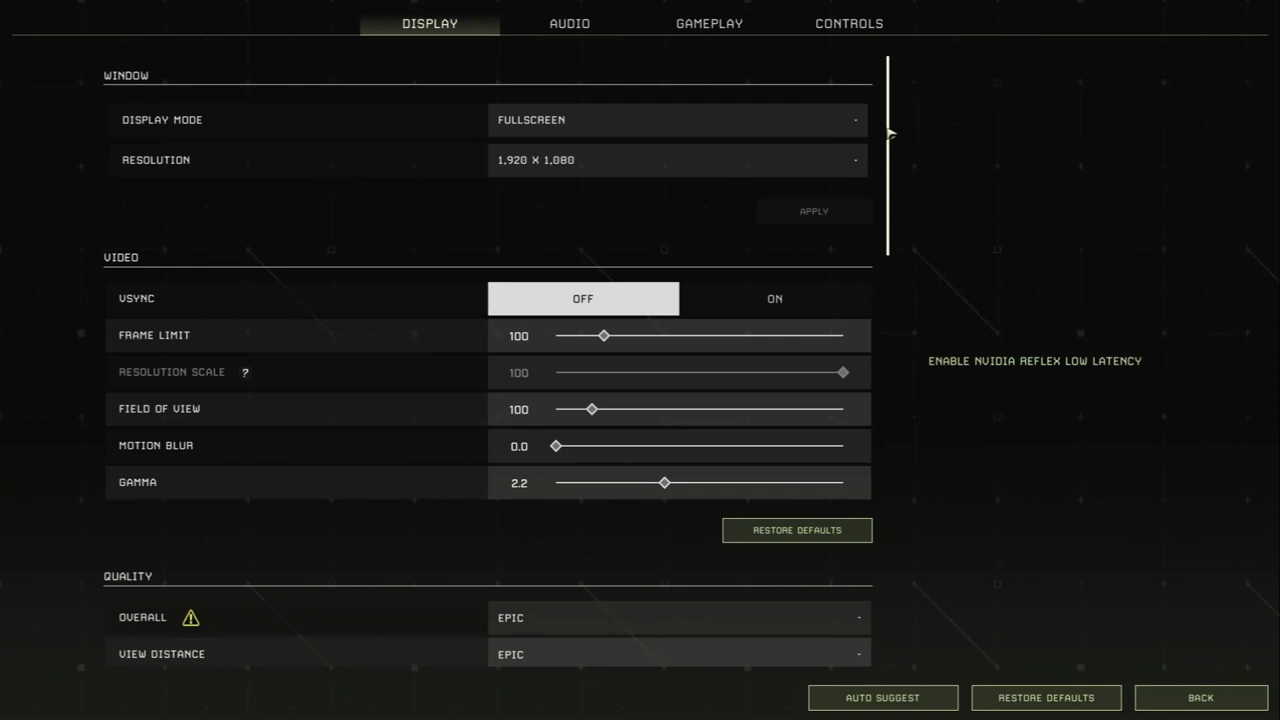 DISPLAY AUDIO GAMEPLAY CONTROLS
WINDOW
DISPLAY MODE FULLSCREEN
RESOLUTION 1,920 X 1,080
APPLY
VIDEO
VSYNC OFF ON
FRAME LIMIT 100
RESOLUTION SCALE ? 100
ENABLE NVIDIA REFLEX LOW LATENCY
FIELD OF VIEW 100
MOTION BLUR 0.0
GAMMA 2.2
RESTORE DEFAULTS
QUALITY
OVERALL EPIC
VIEW DISTANCE EPIC
AUTO SUGGEST RESTORE DEFAULTS BACK